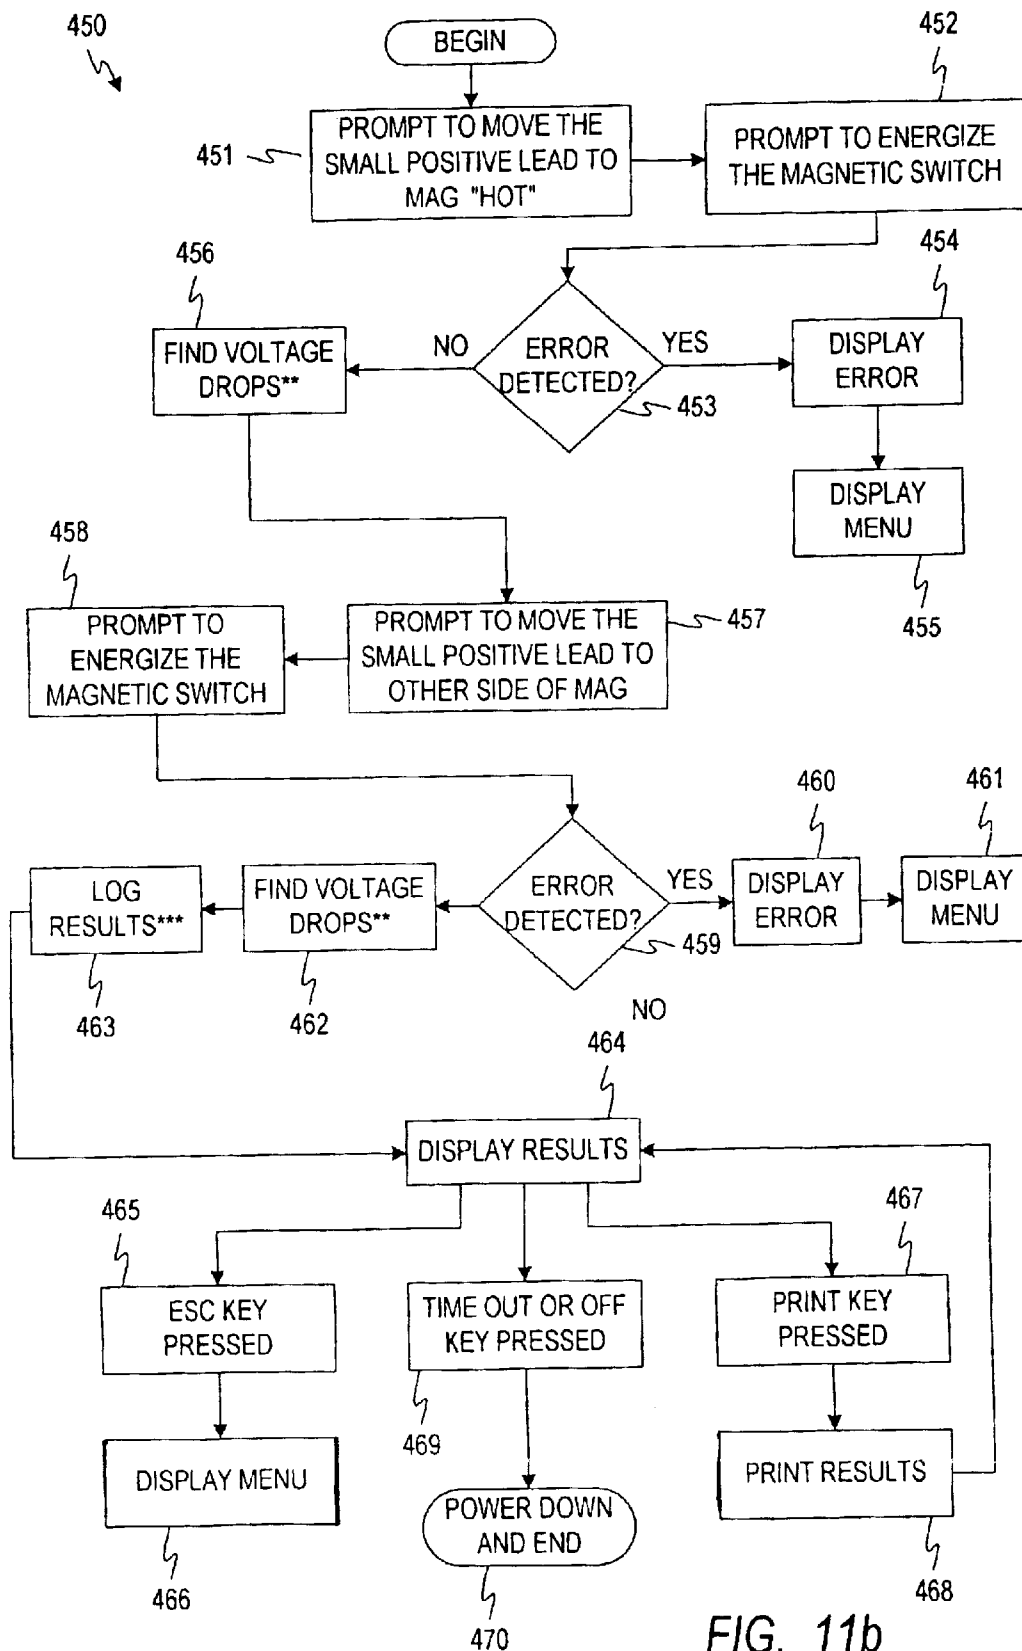 450
BEGIN
452
451
PROMPT TO MOVE THE
SMALL POSITIVE LEAD TO
MAG "HOT"
PROMPT TO ENERGIZE
THE MAGNETIC SWITCH
456
454
FIND VOLTAGE
DROPS**
NO
ERROR
DETECTED?
YES
453
DISPLAY
ERROR
DISPLAY
MENU
455
458
PROMPT TO
ENERGIZE THE
MAGNETIC SWITCH
PROMPT TO MOVE THE
SMALL POSITIVE LEAD TO
OTHER SIDE OF MAG
457
460
461
LOG
RESULTS***
463
FIND VOLTAGE
DROPS**
462
ERROR
DETECTED?
YES
459
NO
DISPLAY
ERROR
DISPLAY
MENU
464
DISPLAY RESULTS
465
467
ESC KEY
PRESSED
TIME OUT OR OFF
KEY PRESSED
469
PRINT KEY
PRESSED
DISPLAY MENU
466
POWER DOWN
AND END
470
PRINT RESULTS
468
FIG. 11b